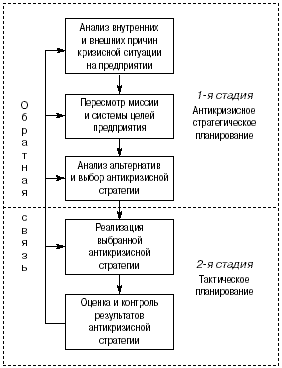 Анализ внутренних
и внешних причин
кризисной ситуации
на предприятии
Пересмотр миссии
и системы целей
предприятия
Анализ альтернатив
и выбор антикризисной
стратегии
1-я стадия
Антикризисное
стратегическое
планирование
Обратная
связь
Реализация
выбранной
антикризисной
стратегии
Оценка и контроль
результатов
антикризисной
стратегии
2-я стадия
Тактическое
планирование